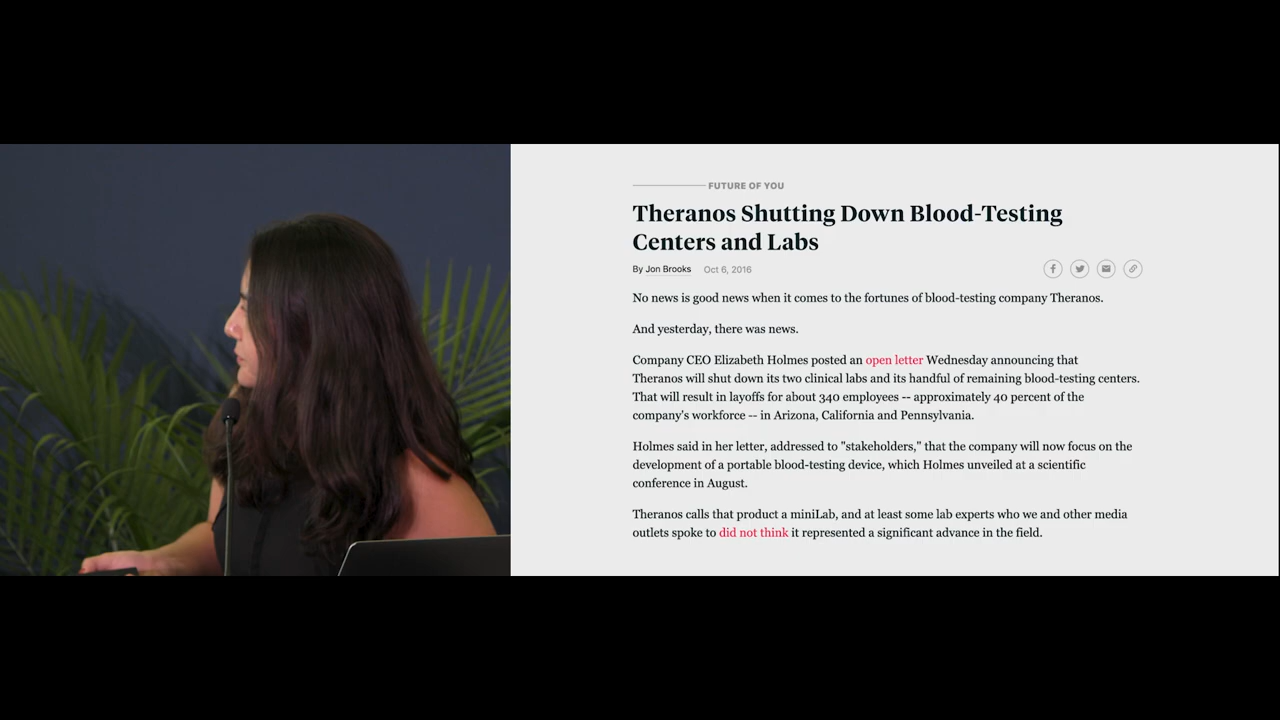 FUTURE OF YOU
Theranos Shutting Down Blood-Testing
Centers and Labs
By Jon Brooks Oct 6, 2016
No news is good news when it comes to the fortunes of blood-testing company Theranos.
And yesterday, there was news.
Company CEO Elizabeth Holmes posted an open letter Wednesday announcing that
Theranos will shut down its two clinical labs and its handful of remaining blood-testing centers.
That will result in layoffs for about 340 employees -- approximately 40 percent of the
company's workforce -- in Arizona, California and Pennsylvania.
Holmes said in her letter, addressed to "stakeholders," that the company will now focus on the
development of a portable blood-testing device, which Holmes unveiled at a scientific
conference in August.
Theranos calls that product a miniLab, and at least some lab experts who we and other media
outlets spoke to did not think it represented a significant advance in the field.